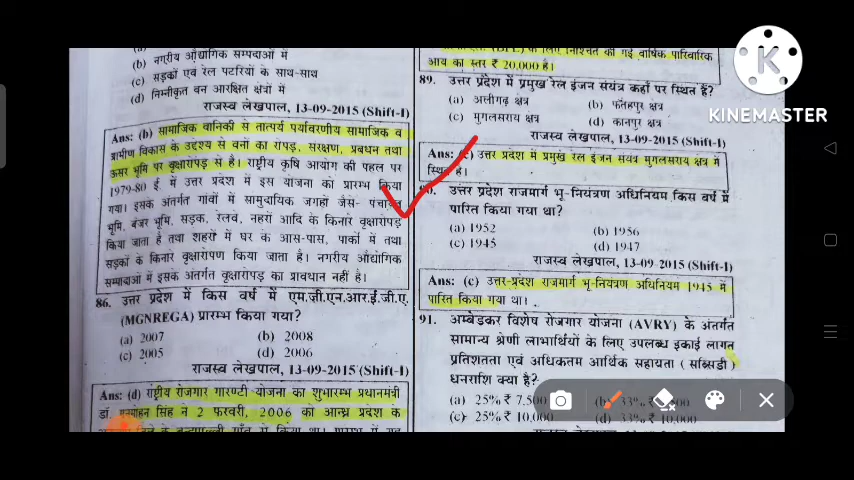 (b) नगरीय औद्योगिक सम्पदाओं में
(c) सड़कों एवं रेल पटरियों के साथ-साथ
(d) निम्नीकृत वन आरक्षित क्षेत्रों में
राजस्व लेखपाल, 13-09-2015 (Shift-I)
Ans: (b) सामाजिक वानिकी से तात्पर्य पर्यावरणीय सामाजिक व
ग्रामीण विकास के उद्देश्य से वनों का रोपड़, संरक्षण, प्रबंधन तथा
ऊसर भूमि पर वृक्षारोपड़ से है। राष्ट्रीय कृषि आयोग की पहल पर
1979-80 ई. में उत्तर प्रदेश में इस योजना को प्रारम्भ किया
गया। इसके अंतर्गत गांवों में सामुदायिक जगहों जैसे- पंचायत
भूमि, बंजर भूमि, सड़क, रेलवे, नहरों आदि के किनारे वृक्षारोपड़
किया जाता है तथा शहरों में घर के आस-पास, पार्कों में तथा
सड़कों के किनारे वृक्षारोपण किया जाता है। नगरीय औद्योगिक
सम्पदाओं में इसके अंतर्गत वृक्षारोपड़ का प्रावधान नहीं है।
86. उत्तर प्रदेश में किस वर्ष में एम.जी.एन.आर.ई.जी.ए.
(MGNREGA) प्रारम्भ किया गया?
(a) 2007 (b) 2008
(c) 2005 (d) 2006
राजस्व लेखपाल, 13-09-2015 (Shift-I)
Ans: (d) राष्ट्रीय रोजगार गारण्टी योजना का शुभारम्भ प्रधानमंत्री
डॉ. मनमोहन सिंह ने 2 फरवरी, 2006 को आन्ध्र प्रदेश के
(BPL) के लिए निश्चित की गई वार्षिक पारिवारिक
आय का स्तर ₹ 20,000 है।
89. उत्तर प्रदेश में प्रमुख रेल इंजन संयंत्र कहाँ पर स्थित है?
(a) अलीगढ़ क्षेत्र (b) फतेहपुर क्षेत्र
(c) मुगलसराय क्षेत्र (d) कानपुर क्षेत्र
राजस्व लेखपाल, 13-09-2015 (Shift-I)
Ans: (c) उत्तर प्रदेश में प्रमुख रेल इंजन संयंत्र मुगलसराय क्षेत्र में
स्थित है।
90. उत्तर प्रदेश राजमार्ग भू-नियंत्रण अधिनियम किस वर्ष में
पारित किया गया था?
(a) 1952 (b) 1956
(c) 1945 (d) 1947
राजस्व लेखपाल, 13-09-2015 (Shift-I)
Ans: (c) उत्तर-प्रदेश राजमार्ग भू-नियंत्रण अधिनियम 1945 में
पारित किया गया था।
91. अम्बेडकर विशेष रोजगार योजना (AVRY) के अंतर्गत
सामान्य श्रेणी लाभार्थियों के लिए उपलब्ध इकाई लागत
प्रतिशतता एवं अधिकतम आर्थिक सहायता (सब्सिडी)
धनराशि क्या है?
(a) 25% ₹ 7,500 (b) 33%
(c) 25% ₹ 10,000 (d) 33% ₹ 10,000
KINEMASTER